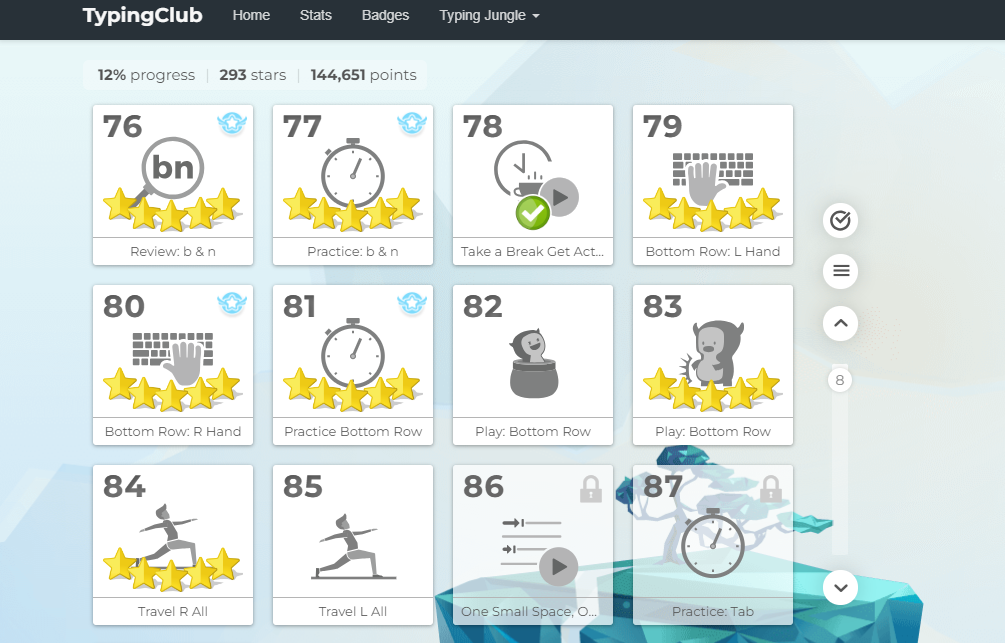 TypingClub Home Stats Badges Typing Jungle
12% progress 293 stars 144,651 points
76 77 78 79
bn
Review: b & n Practice: b & n Take a Break Get Act... Bottom Row: L Hand
80 81 82 83
8
Bottom Row: R Hand Practice Bottom Row Play: Bottom Row Play: Bottom Row
84 85 86 87
Travel R All Travel L All One Small Space, O... Practice: Tab